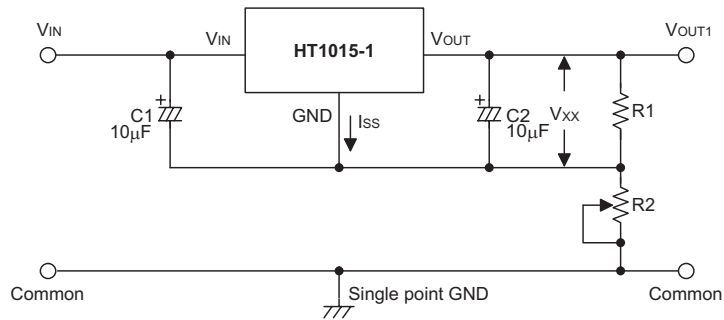 VIN
VIN
HT1015-1
VOUT
VOUT1
C1
10μF
GND
ISS
C2
10μF
VXX
R1
R2
Common
Single point GND
Common